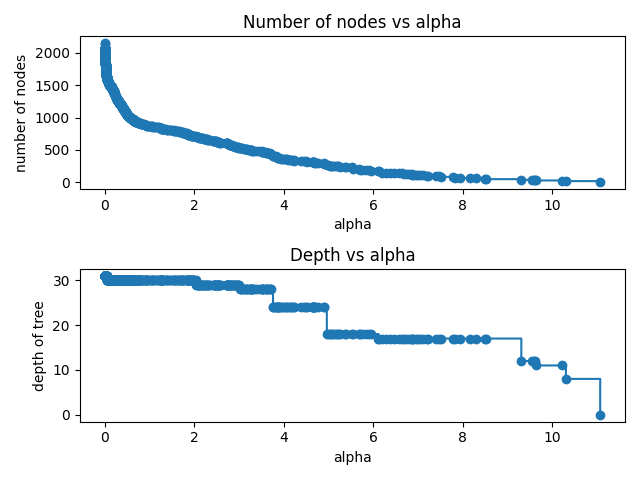 Number of nodes vs alpha
number of nodes
2000
1500
1000
500
0
0 2 4 6 8 10
alpha
Depth vs alpha
depth of tree
30
20
10
0
0 2 4 6 8 10
alpha